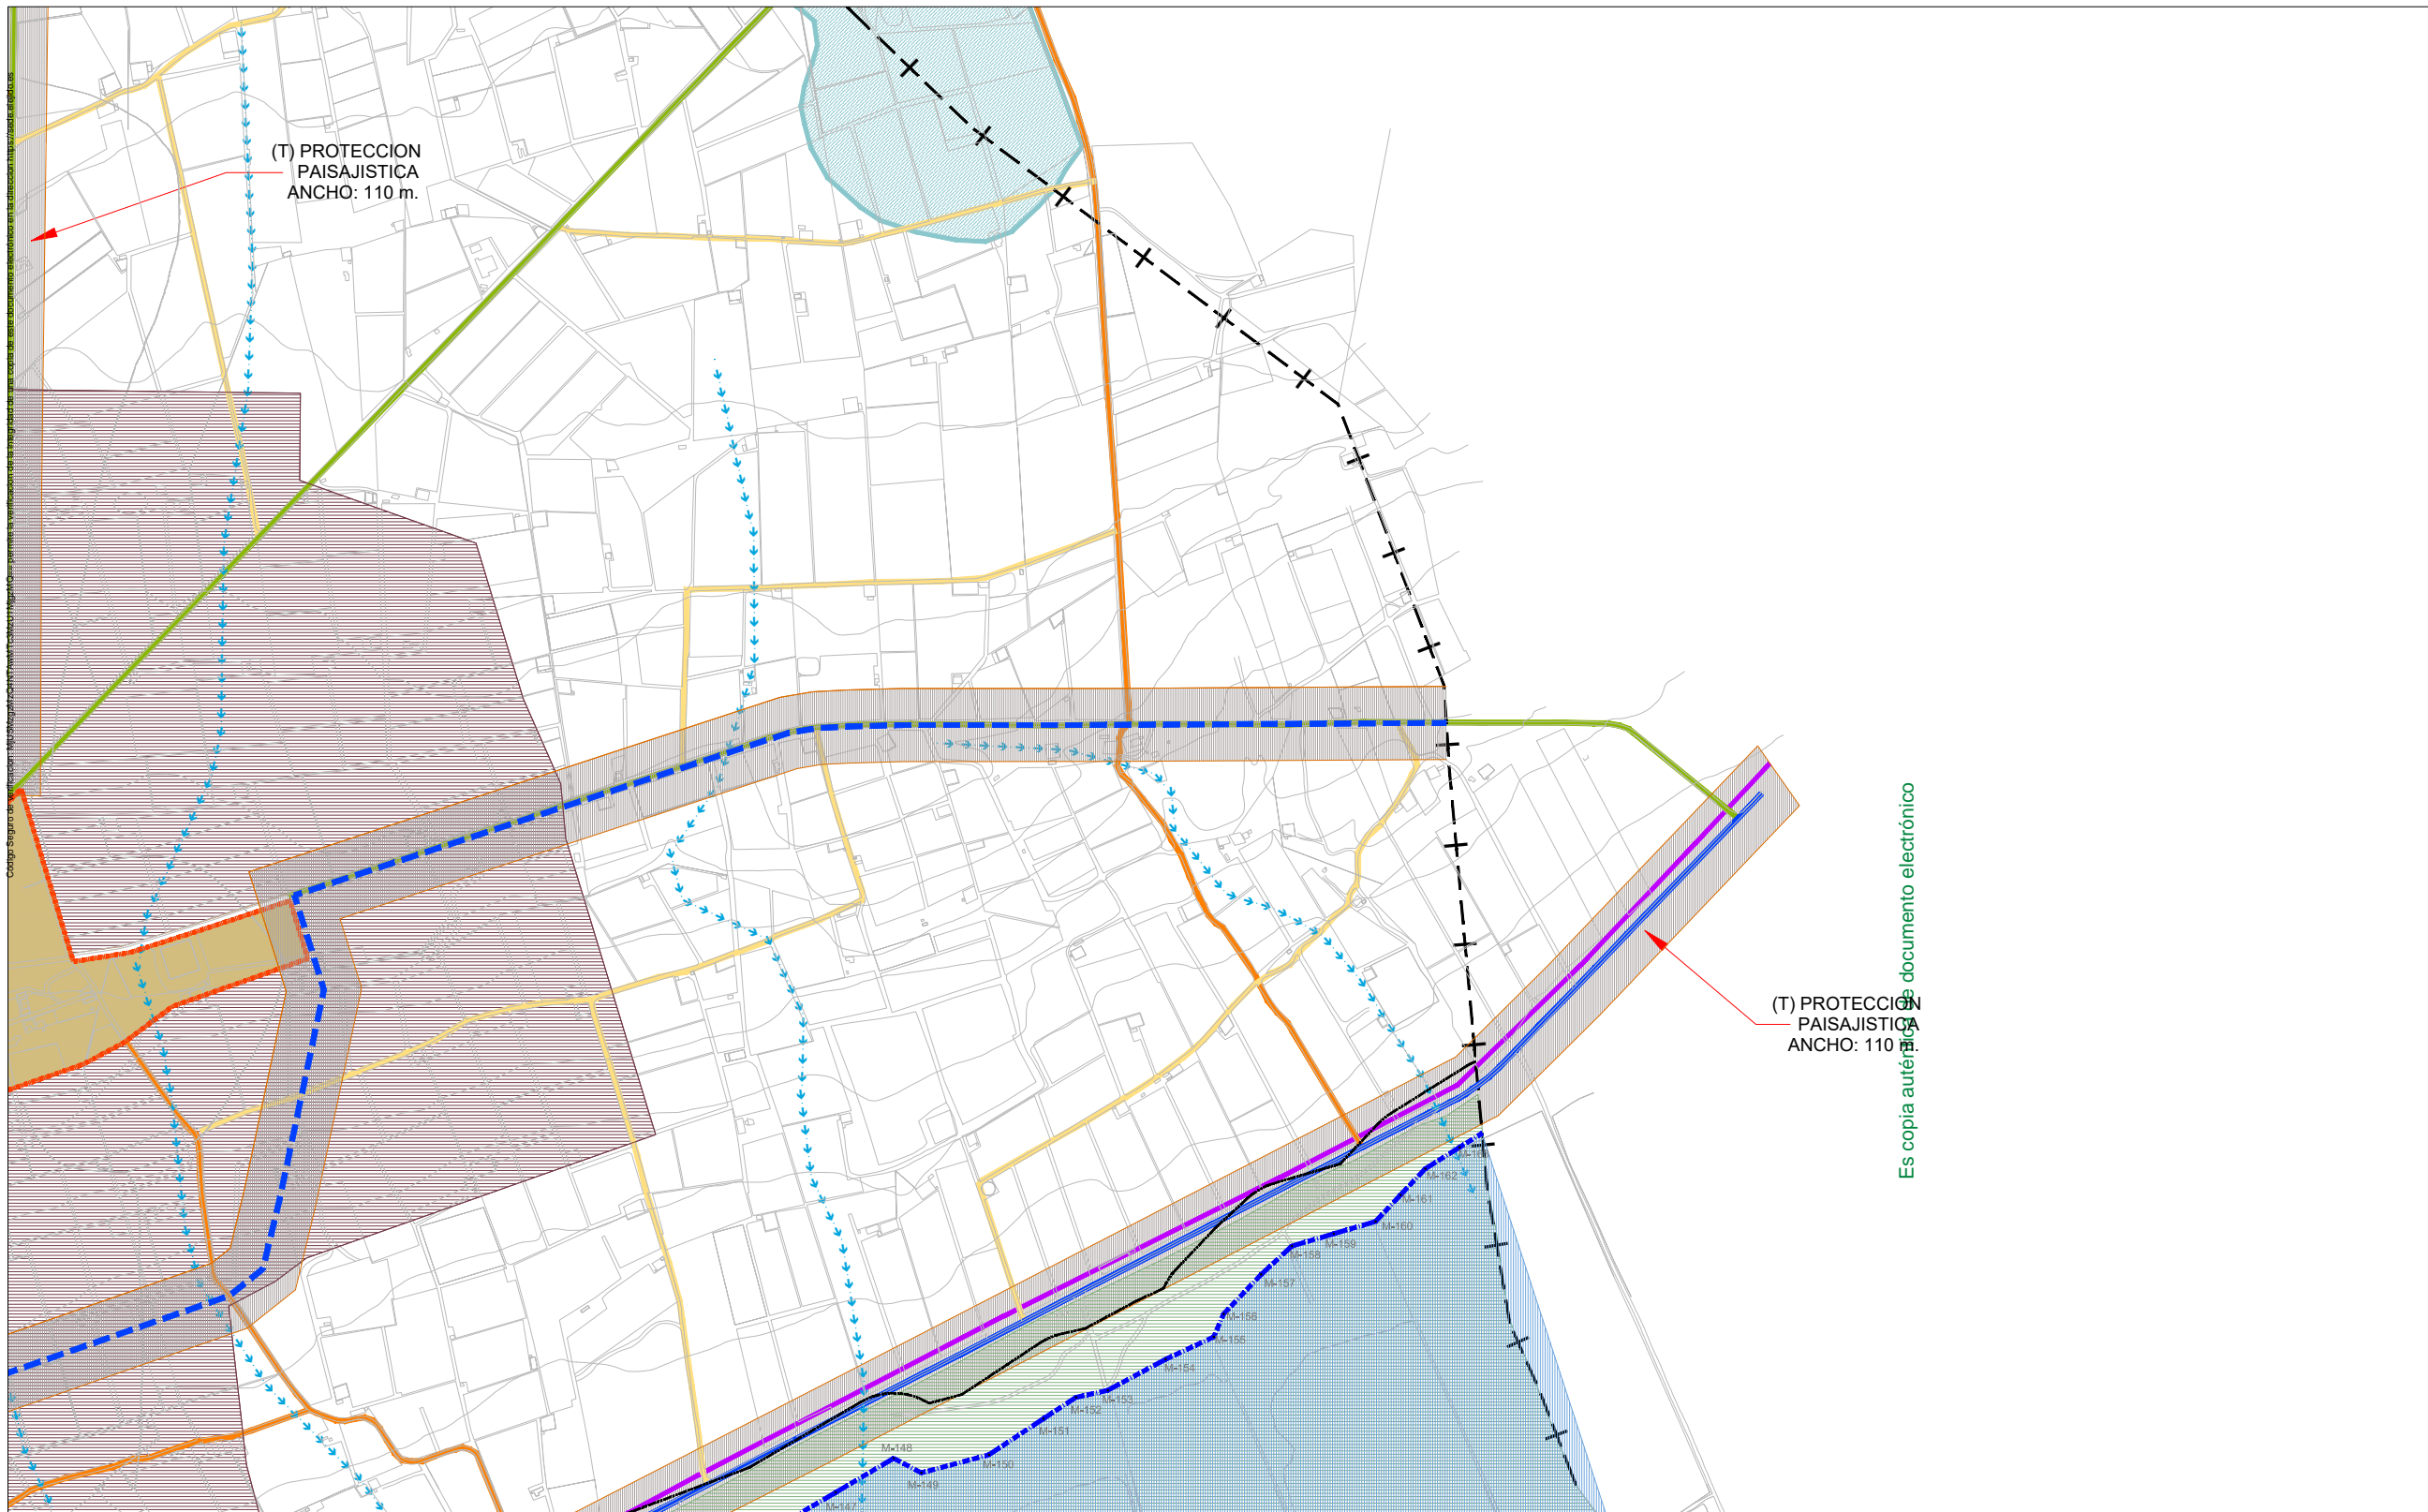 (T) PROTECCION
PAISAJISTICA
ANCHO: 110 m.
(T) PROTECCION
PAISAJISTICA
ANCHO: 110 m.
Es copia auténtica de documento electrónico
M-162
M-161
M-160
M-159
M-158
M-157
M-156
M-155
M-154
M-153
M-152
M-151
M-150
M-149
M-148
M-147